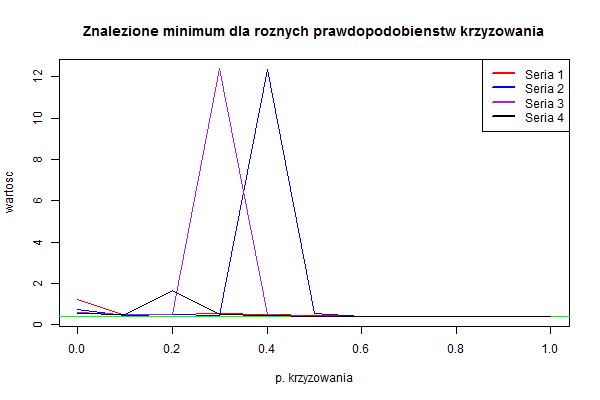 Znalezione minimum dla roznych prawdopodobienstw krzyzowania
Seria 1
Seria 2
Seria 3
Seria 4
wartosc
12
10
8
6
4
2
0
0.0 0.2 0.4 0.6 0.8 1.0
p. krzyzowania